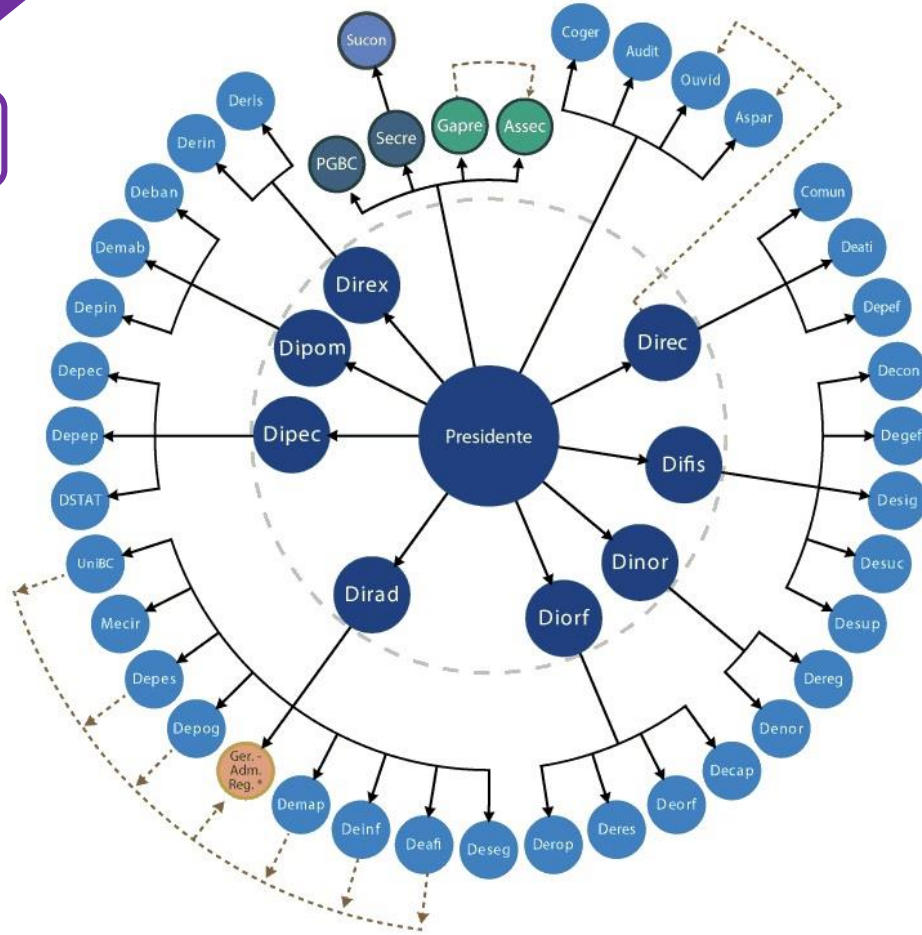 Sucon
Coger
Audit
Ouvid
Aspar
Deris
Derin
PGBC
Secre
Gapre
Assec
Deban
Demab
Depin
Comun
Deati
Depef
Direx
Dipom
Dipec
Direc
Presidente
Difis
Dinor
Diorf
Dirad
Depec
Depep
DSTAT
Decon
Degef
Desig
Desuc
Desup
UniBC
Mecir
Depes
Depog
Ger. -
Adm.
Reg. *
Demap
Deinf
Deafi
Deseg
Derop
Deres
Deorf
Decap
Denor
Dereg